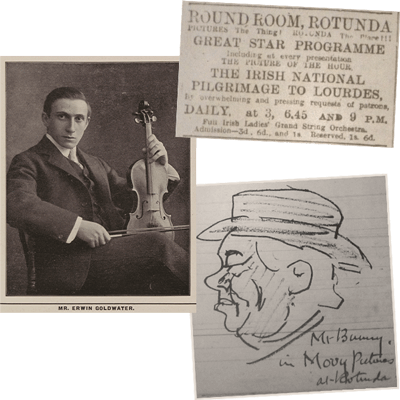 ROUND ROOM, ROTUNDA
PICTURES The Thing! ROTUNDA The Place!!!
GREAT STAR PROGRAMME
Including at every presentation
THE PICTURE OF THE HOUR
THE IRISH NATIONAL
PILGRIMAGE TO LOURDES,
By overwhelming and pressing requests of patrons,
DAILY, at 3, 6.45 AND 9 P.M.
Full Irish Ladies' Grand String Orchestra.
Admission—3d., 6d., and 1s. Reserved, 1s. 6d.
MR. ERWIN GOLDWATER.
Mr Bunny.
in Movy Pictures
at Rotunda